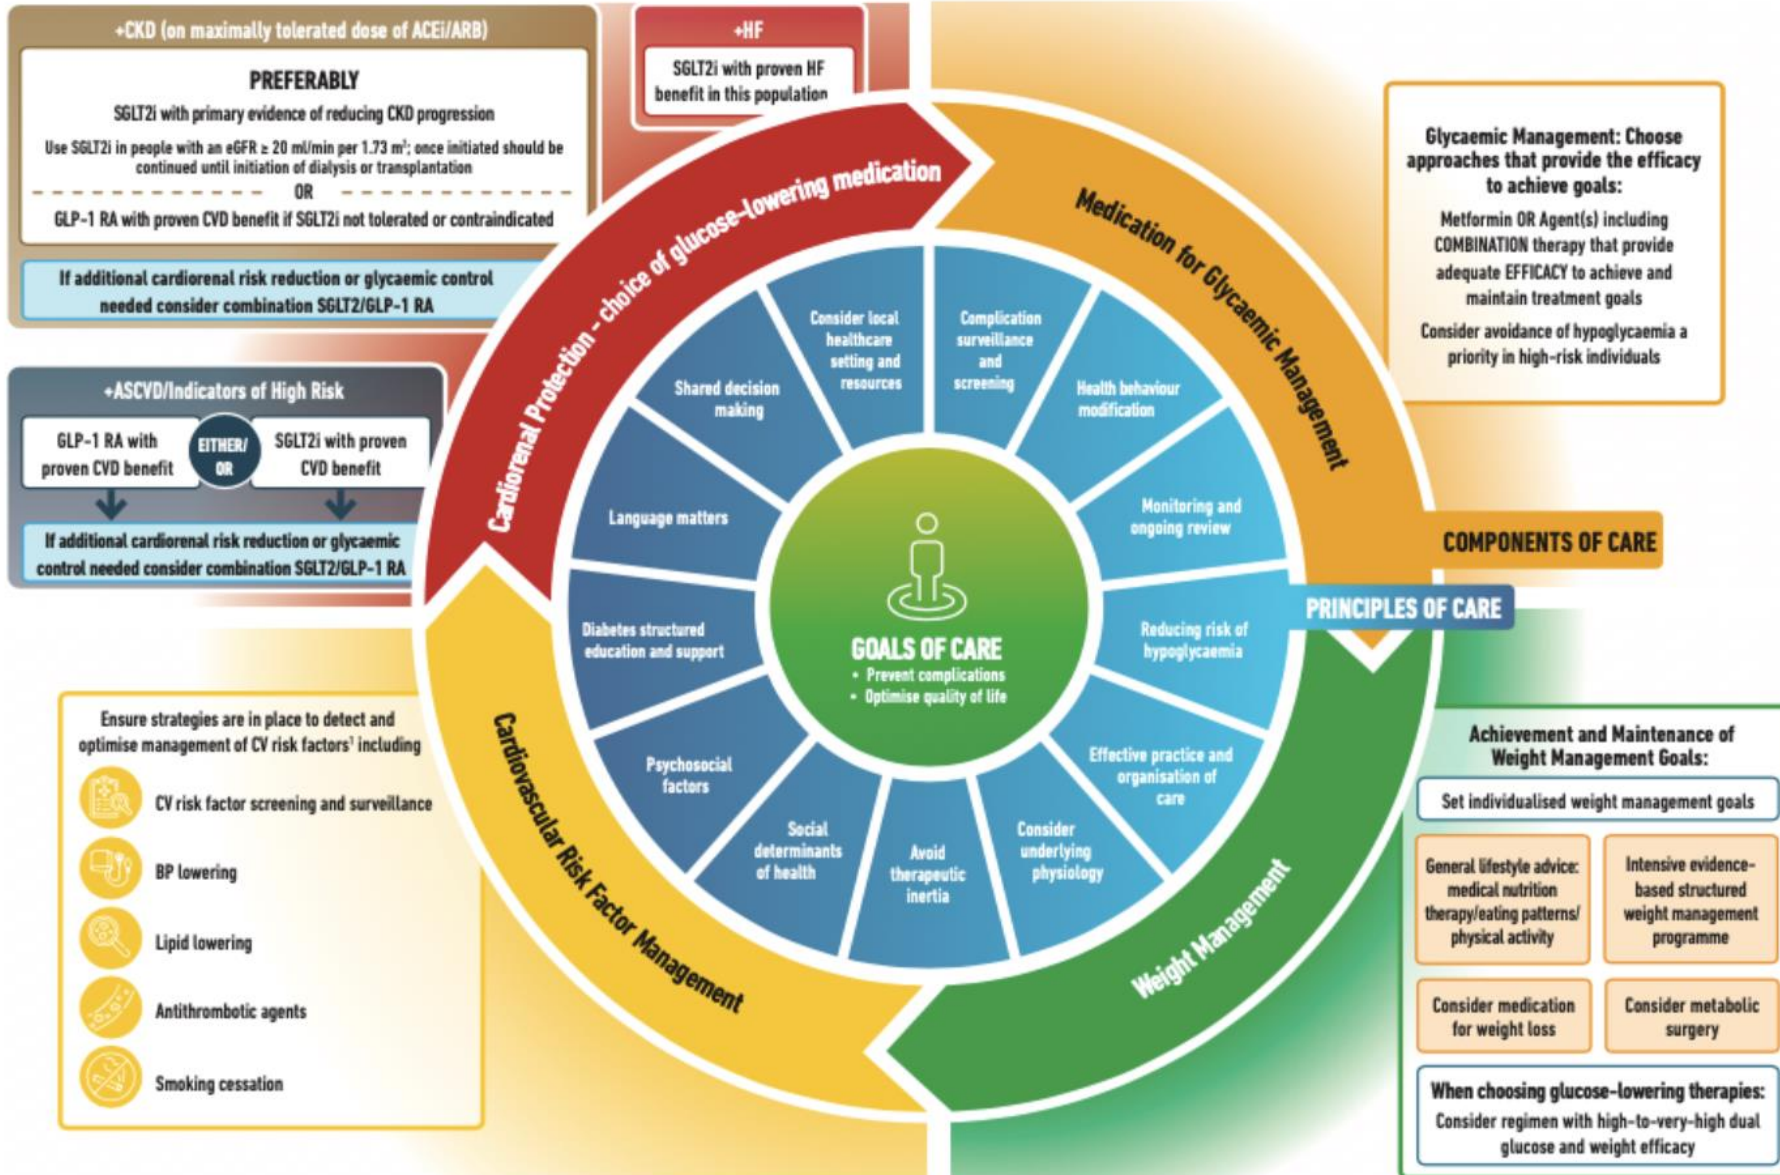 +CKD (on maximally tolerated dose of ACEi/ARB)
PREFERABLY
SGLT2i with primary evidence of reducing CKD progression
Use SGLT2i in people with an eGFR ≥ 20 ml/min per 1.73 m²; once initiated should be
continued until initiation of dialysis or transplantation
OR
GLP-1 RA with proven CVD benefit if SGLT2i not tolerated or contraindicated
If additional cardiorenal risk reduction or glycaemic control
needed consider combination SGLT2/GLP-1 RA
+HF
SGLT2i with proven HF
benefit in this population
+ASCVD/Indicators of High Risk
GLP-1 RA with
proven CVD benefit
EITHER/
OR
SGLT2i with proven
CVD benefit
If additional cardiorenal risk reduction or glycaemic
control needed consider combination SGLT2/GLP-1 RA
Cardiorenal Protection - choice of glucose-lowering medication
Medication for Glycaemic Management
Glycaemic Management: Choose
approaches that provide the efficacy
to achieve goals:
Metformin OR Agent(s) including
COMBINATION therapy that provide
adequate EFFICACY to achieve and
maintain treatment goals
Consider avoidance of hypoglycaemia a
priority in high-risk individuals
COMPONENTS OF CARE
PRINCIPLES OF CARE
Consider local
healthcare
setting and
resources
Complication
surveillance
and
screening
Health behaviour
modification
Monitoring and
ongoing review
Reducing risk of
hypoglycaemia
Effective practice and
organisation of
care
Consider
underlying
physiology
Avoid
therapeutic
inertia
Social
determinants
of health
Psychosocial
factors
Diabetes structured
education and support
Language matters
Shared decision
making
GOALS OF CARE
• Prevent complications
• Optimise quality of life
Cardiovascular Risk Factor Management
Weight Management
Ensure strategies are in place to detect and
optimise management of CV risk factors¹ including
CV risk factor screening and surveillance
BP lowering
Lipid lowering
Antithrombotic agents
Smoking cessation
Achievement and Maintenance of
Weight Management Goals:
Set individualised weight management goals
General lifestyle advice:
medical nutrition
therapy/eating patterns/
physical activity
Intensive evidence-
based structured
weight management
programme
Consider medication
for weight loss
Consider metabolic
surgery
When choosing glucose-lowering therapies:
Consider regimen with high-to-very-high dual
glucose and weight efficacy